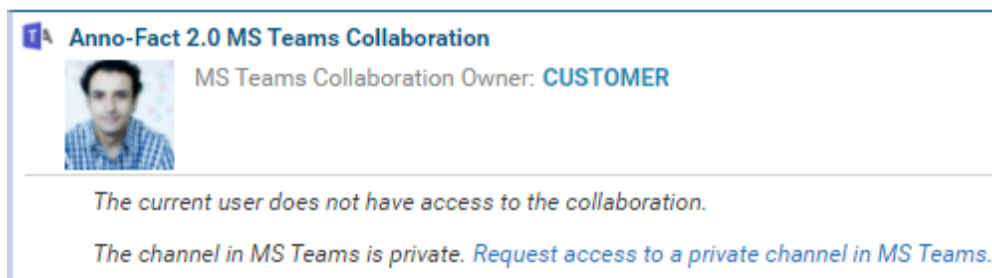 Anno-Fact 2.0 MS Teams Collaboration
MS Teams Collaboration Owner: CUSTOMER
The current user does not have access to the collaboration.
The channel in MS Teams is private. Request access to a private channel in MS Teams.